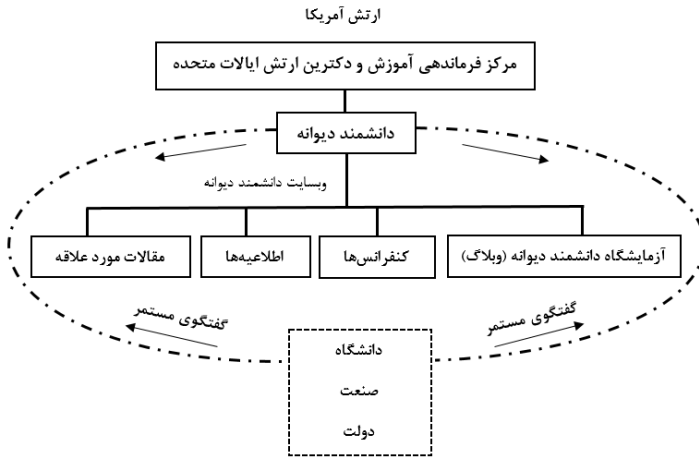 ارتش آمریکا
مرکز فرماندهی آموزش و دکترین ارتش ایالات متحده
دانشمند دیوانه
وبسایت دانشمند دیوانه
آزمایشگاه دانشمند دیوانه (وبلاگ)
کنفرانس‌ها
اطلاعیه‌ها
مقالات مورد علاقه
گفتگوی مستمر
گفتگوی مستمر
دانشگاه
صنعت
دولت